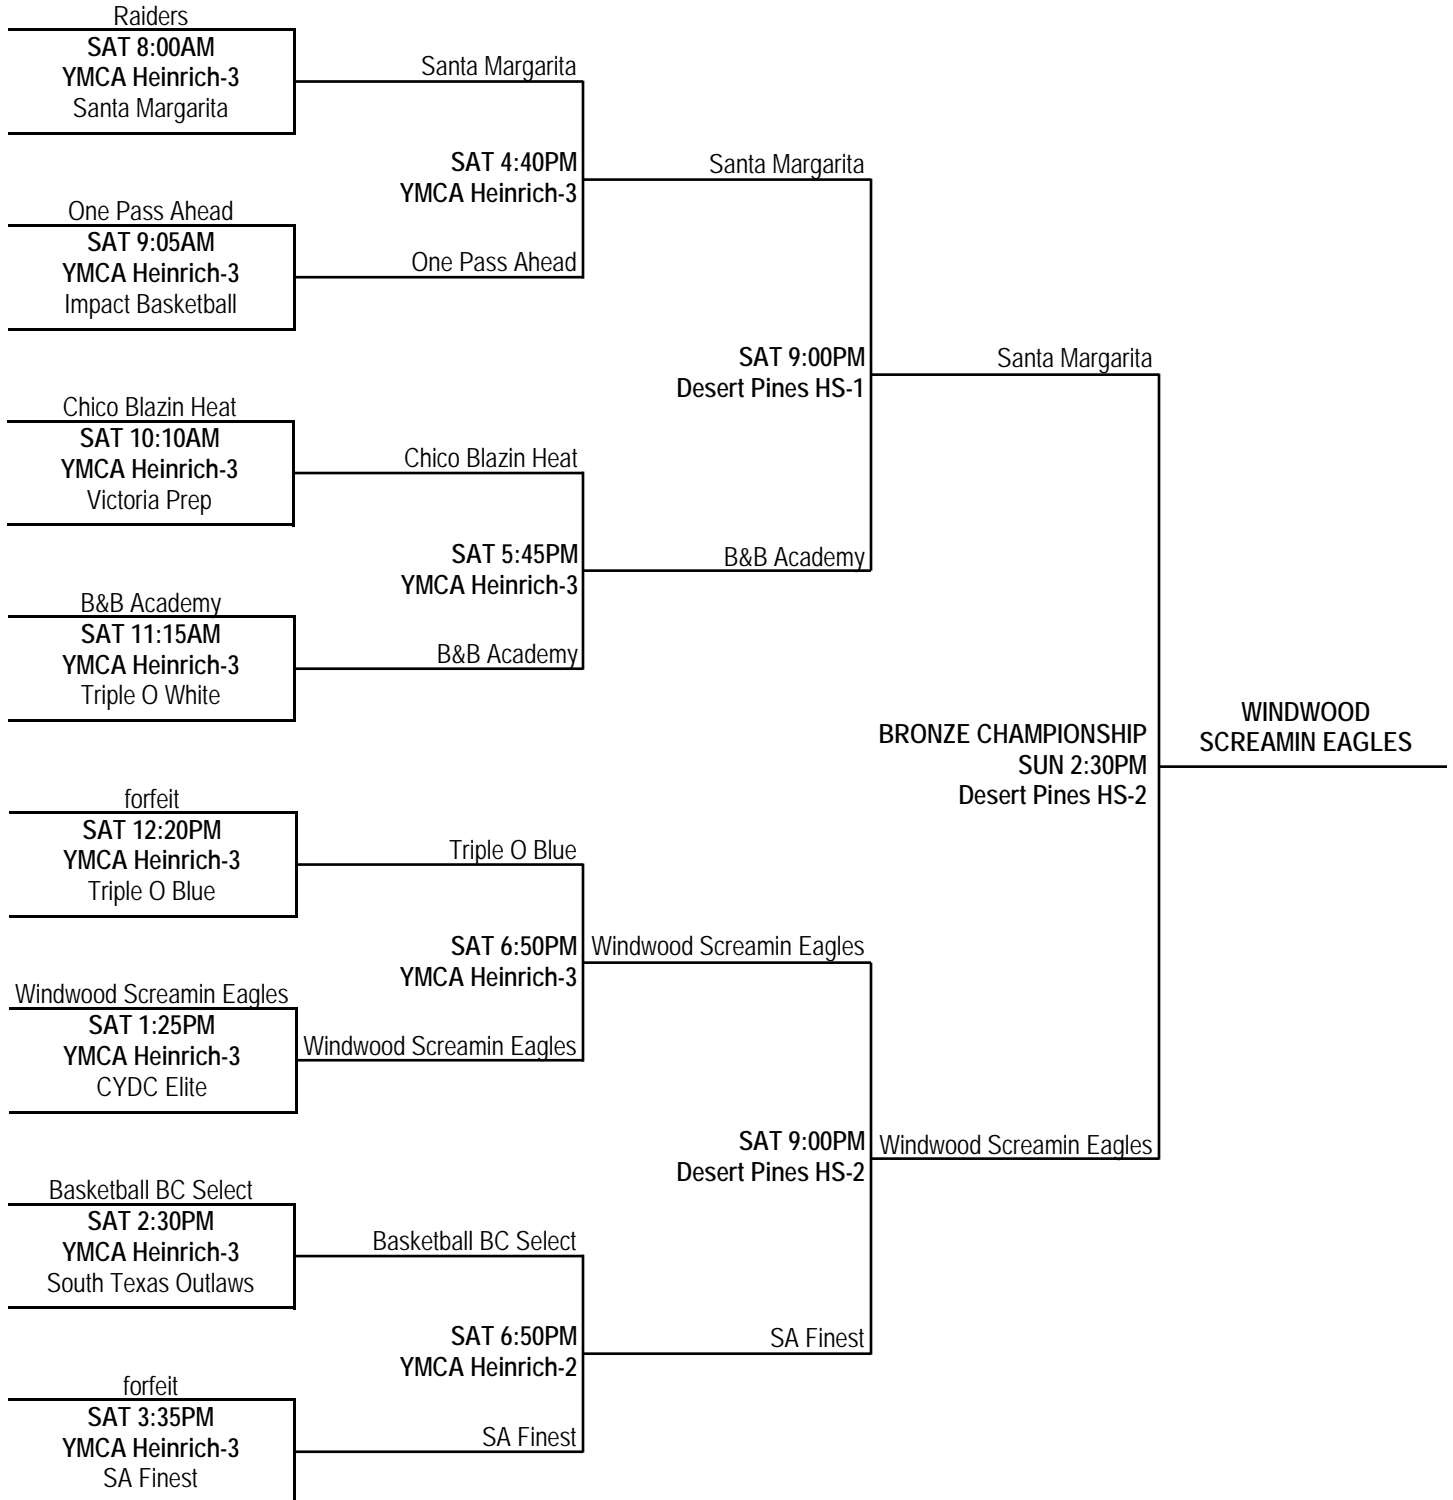 Raiders
SAT 8:00AM
YMCA Heinrich-3
Santa Margarita
Santa Margarita
SAT 4:40PM
YMCA Heinrich-3
Santa Margarita
One Pass Ahead
SAT 9:05AM
YMCA Heinrich-3
Impact Basketball
One Pass Ahead
SAT 9:00PM
Desert Pines HS-1
Santa Margarita
Chico Blazin Heat
SAT 10:10AM
YMCA Heinrich-3
Victoria Prep
Chico Blazin Heat
SAT 5:45PM
YMCA Heinrich-3
B&B Academy
B&B Academy
SAT 11:15AM
YMCA Heinrich-3
Triple O White
B&B Academy
BRONZE CHAMPIONSHIP
SUN 2:30PM
Desert Pines HS-2
WINDWOOD
SCREAMIN EAGLES
forfeit
SAT 12:20PM
YMCA Heinrich-3
Triple O Blue
Triple O Blue
SAT 6:50PM
YMCA Heinrich-3
Windwood Screamin Eagles
Windwood Screamin Eagles
SAT 1:25PM
YMCA Heinrich-3
CYDC Elite
Windwood Screamin Eagles
SAT 9:00PM
Desert Pines HS-2
Windwood Screamin Eagles
Basketball BC Select
SAT 2:30PM
YMCA Heinrich-3
South Texas Outlaws
Basketball BC Select
SAT 6:50PM
YMCA Heinrich-2
SA Finest
forfeit
SAT 3:35PM
YMCA Heinrich-3
SA Finest
SA Finest